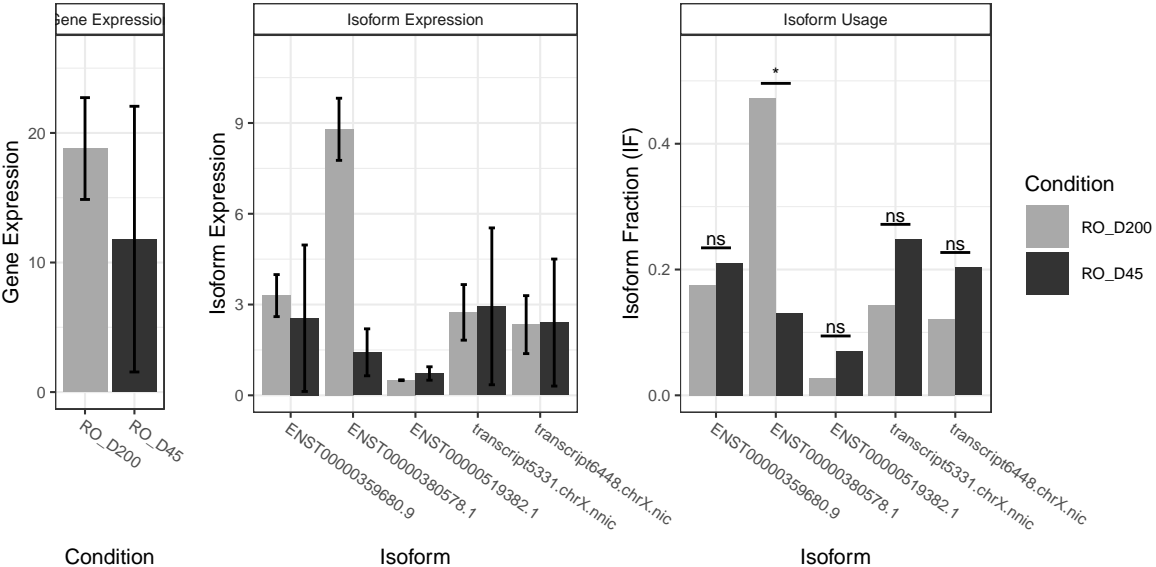 Gene Expression
Isoform Expression
Isoform Usage
Gene Expression
20
10
0
RO_D200
RO_D45
Condition
Isoform Expression
9
6
3
0
ENST00000359680.9
ENST00000380578.1
ENST00000519382.1
transcript5331.chrX.nnic
transcript6448.chrX.nic
Isoform
Isoform Fraction (IF)
0.4
0.2
0.0
ns
*
ns
ns
ns
ENST00000359680.9
ENST00000380578.1
ENST00000519382.1
transcript5331.chrX.nnic
transcript6448.chrX.nic
Isoform
Condition
RO_D200
RO_D45